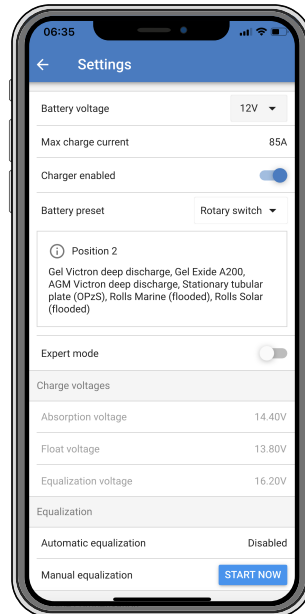 06:35
Settings
Battery voltage 12V
Max charge current 85A
Charger enabled
Battery preset Rotary switch
Position 2
Gel Victron deep discharge, Gel Exide A200,
AGM Victron deep discharge, Stationary tubular
plate (OPzS), Rolls Marine (flooded), Rolls Solar
(flooded)
Expert mode
Charge voltages
Absorption voltage 14.40V
Float voltage 13.80V
Equalization voltage 16.20V
Equalization
Automatic equalization Disabled
Manual equalization START NOW